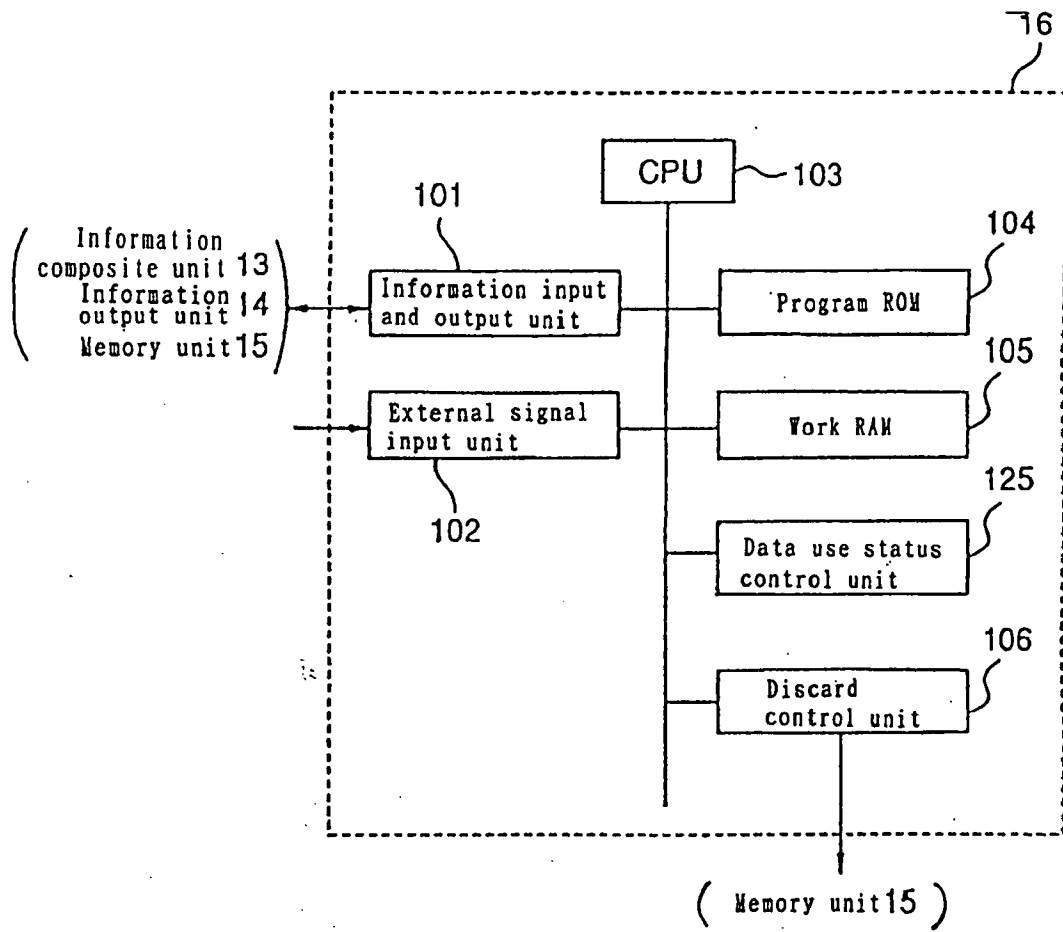 16
CPU
103
101
104
Information
composite unit 13
Information
output unit 14
Memory unit 15
Information input
and output unit
Program ROM
105
External signal
input unit
Work RAM
102
125
Data use status
control unit
106
Discard
control unit
( Memory unit 15 )